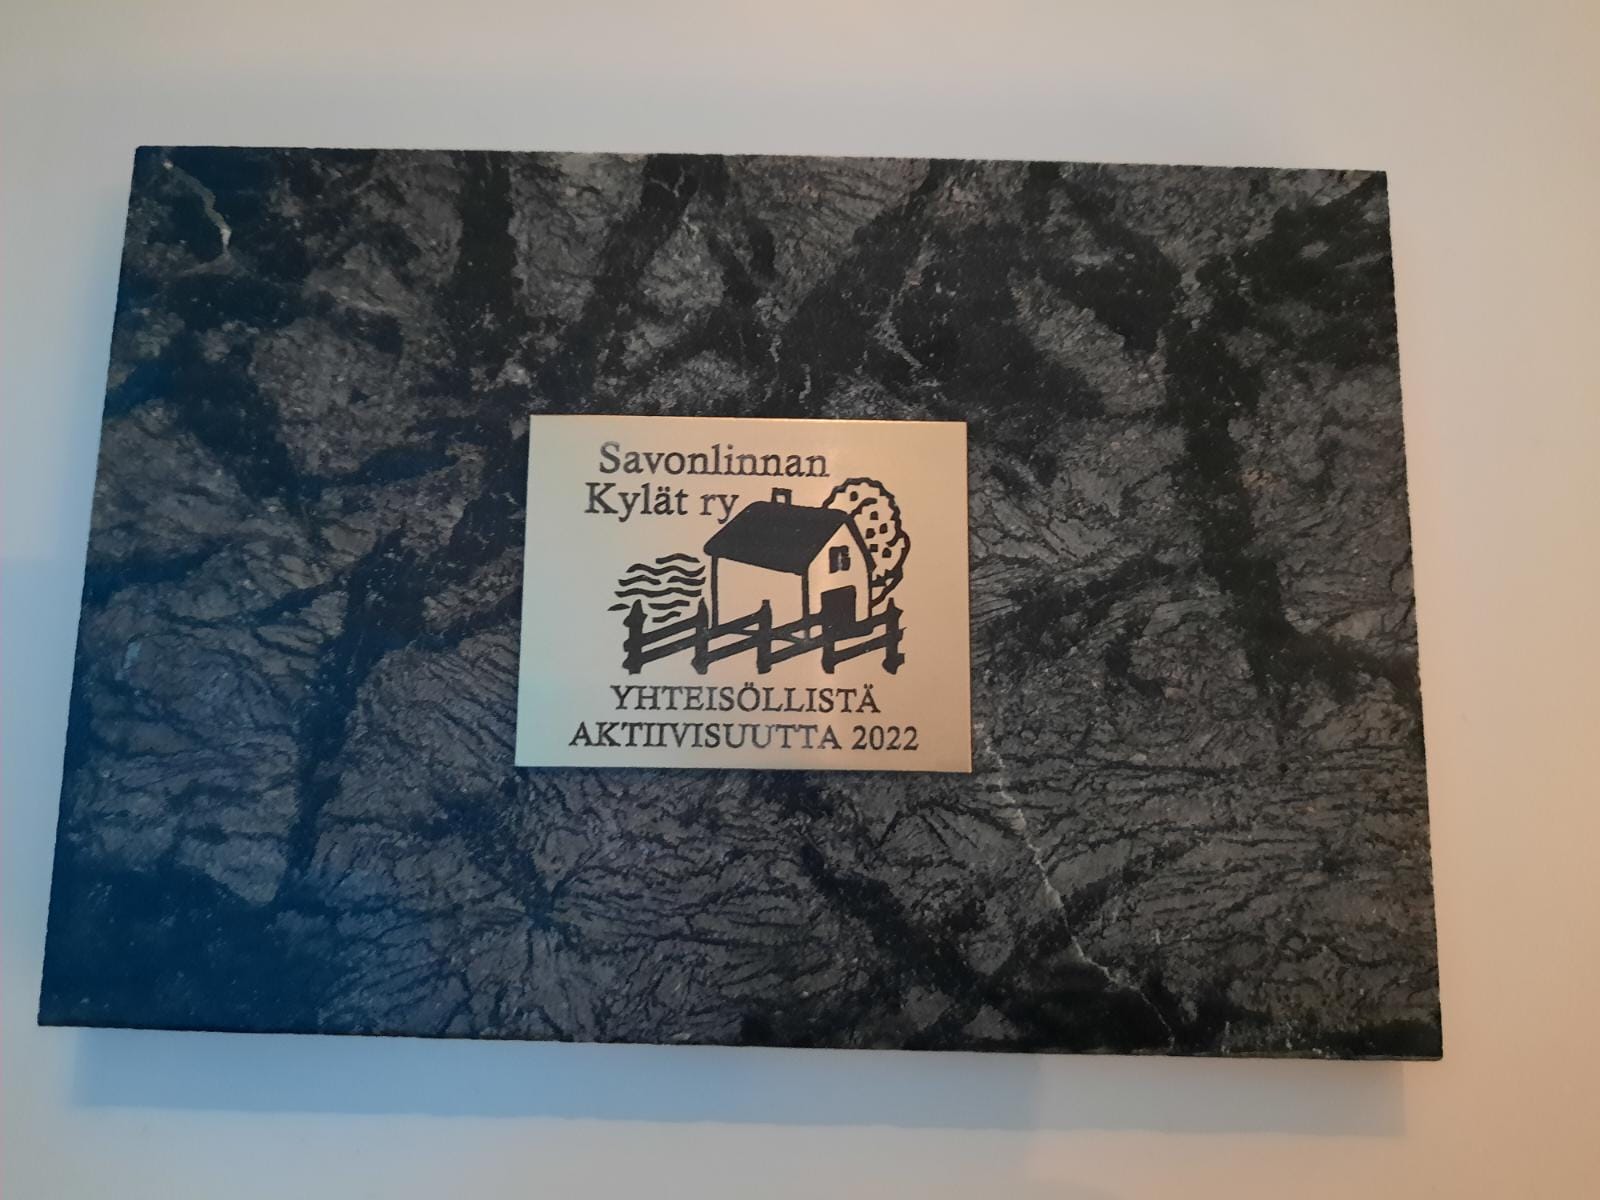 Savonlinnan
Kylät ry
YHTEISÖLLISTÄ
AKTIIVISUUTTA 2022